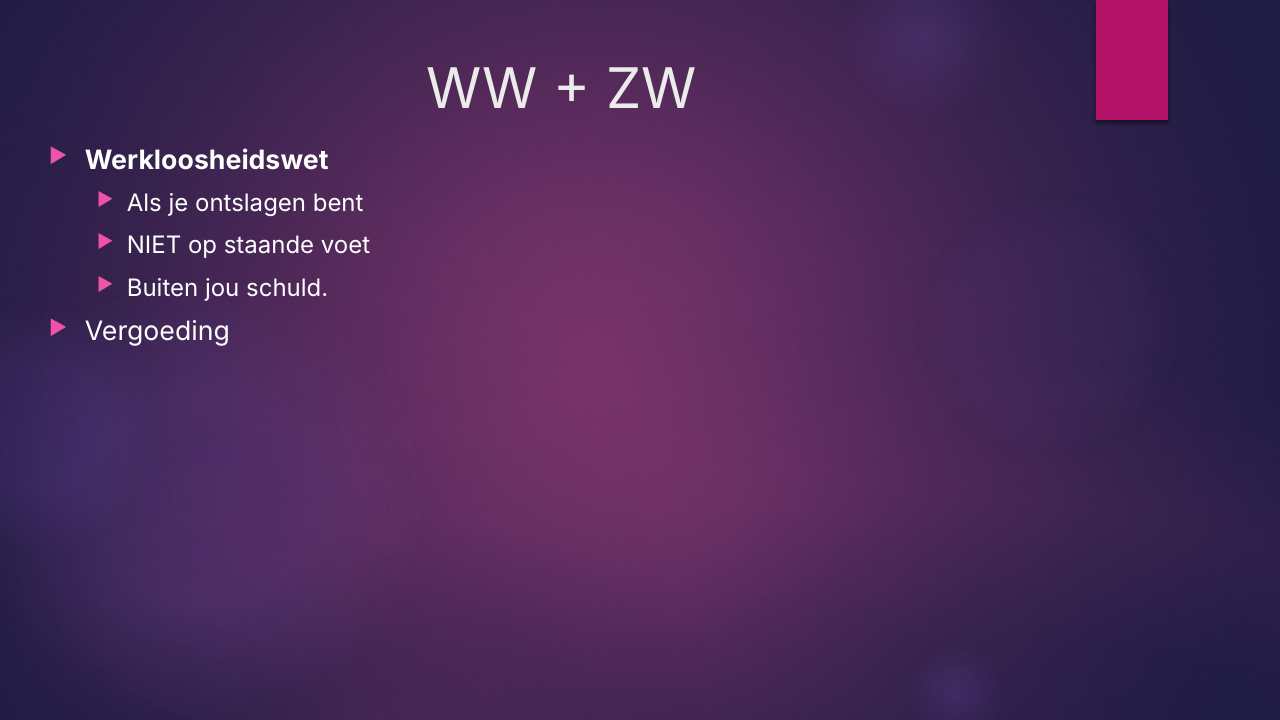 WW + ZW
Werkloosheidswet
Als je ontslagen bent
NIET op staande voet
Buiten jou schuld.
Vergoeding